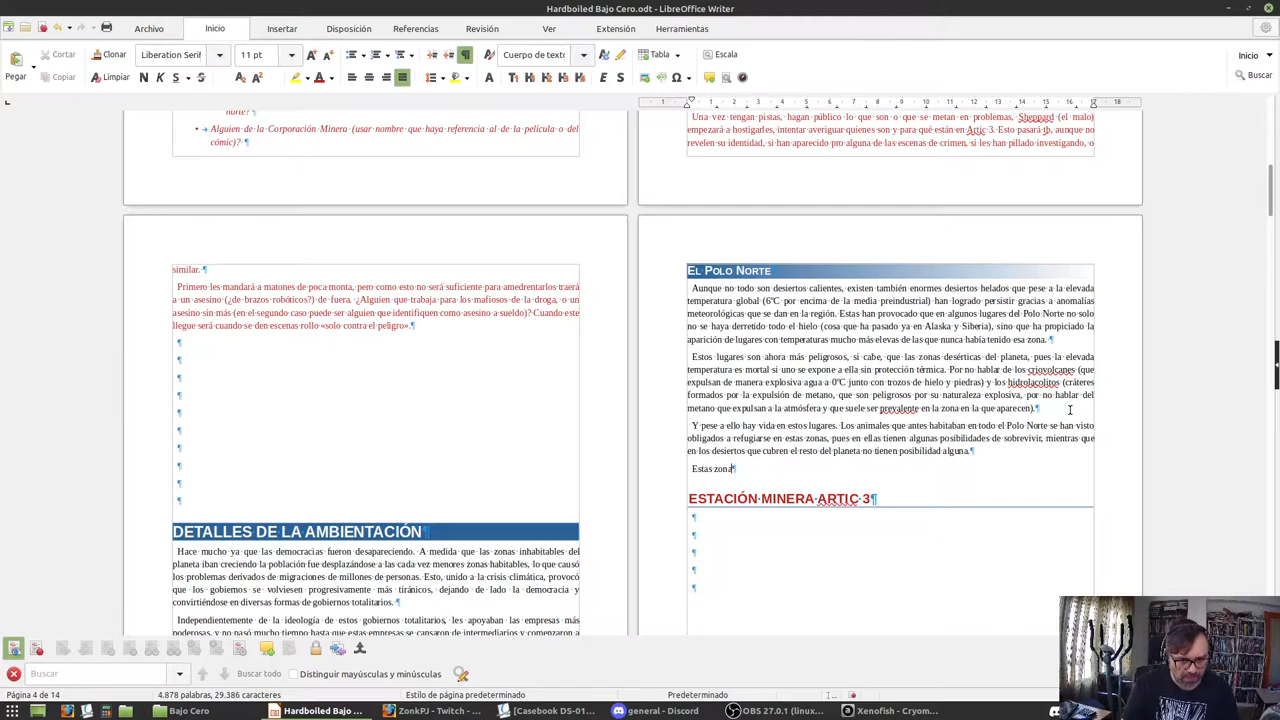 Hardboiled Bajo Cero.odt - LibreOffice Writer
Archivo Inicio Insertar Disposición Referencias Revisión Ver Extensión Herramientas
Pegar Cortar Clonar Liberation Serif 11 pt Cuerpo de texto Tabla Escala Inicio
Copiar Limpiar Buscar
norte? ¶
Alguien de la Corporación Minera (usar nombre que haya referencia al de la película o del
cómic)? ¶
Una vez tengan pistas, hagan público lo que son o que se metan en problemas, Sheppard (el malo)
empezará a hostigarles, intentar averiguar quienes son y para qué están en Artic 3. Esto pasará tb, aunque no
revelen su identidad, si han aparecido pro alguna de las escenas de crimen, si les han pillado investigando, o
similar. ¶
Primero les mandará a matones de poca monta, pero como esto no será suficiente para amedrentarlos traerá
a un asesino (¿de brazos robóticos?) de fuera. ¿Alguien que trabaja para los mafiosos de la droga, o un
asesino sin más (en el segundo caso puede ser alguien que identifiquen como asesino a sueldo)? Cuando este
llegue será cuando se den escenas rollo «solo contra el peligro».¶
DETALLES DE LA AMBIENTACIÓN¶
Hace mucho ya que las democracias fueron desapareciendo. A medida que las zonas inhabitables del
planeta iban creciendo la población fue desplazándose a las cada vez menores zonas habitables, lo que causó
los problemas derivados de migraciones de millones de personas. Esto, unido a la crisis climática, provocó
que los gobiernos se volviesen progresivamente más tiránicos, dejando de lado la democracia y
convirtiéndose en diversas formas de gobiernos totalitarios. ¶
Independientemente de la ideología de estos gobiernos totalitarios, les apoyaban las empresas más
poderosas, y no pasó mucho tiempo hasta que estas empresas se cansaron de intermediarios y comenzaron a
El Polo Norte
Aunque no todo son desiertos calientes, existen también enormes desiertos helados que pese a la elevada
temperatura global (6ºC por encima de la media preindustrial) han logrado persistir gracias a anomalías
meteorológicas que se dan en la región. Estas han provocado que en algunos lugares del Polo Norte no solo
no se haya derretido todo el hielo (cosa que ha pasado ya en Alaska y Siberia), sino que ha propiciado la
aparición de lugares con temperaturas mucho más elevas de las que nunca había tenido esa zona. ¶
Estos lugares son ahora más peligrosos, si cabe, que las zonas desérticas del planeta, pues la elevada
temperatura es mortal si uno se expone a ella sin protección térmica. Por no hablar de los criovolcanes (que
expulsan de manera explosiva agua a 0ºC junto con trozos de hielo y piedras) y los hidrolacolitos (cráteres
formados por la expulsión de metano, que son peligrosos por su naturaleza explosiva, por no hablar del
metano que expulsan a la atmósfera y que suele ser prevalente en la zona en la que aparecen).¶
Y pese a ello hay vida en estos lugares. Los animales que antes habitaban en todo el Polo Norte se han visto
obligados a refugiarse en estas zonas, pues en ellas tienen algunas posibilidades de sobrevivir, mientras que
en los desiertos que cubren el resto del planeta no tienen posibilidad alguna.¶
Estas zona¶
ESTACIÓN MINERA ARTIC 3¶
Buscar Buscar todo Distinguir mayúsculas y minúsculas
Página 4 de 14 4.878 palabras, 29.386 caracteres Estilo de página predeterminado Predeterminado
Bajo Cero Hardboiled Bajo ... ZonkPJ - Twitch - ... [Casebook DS-01... general - Discord OBS 27.0.1 (linux... Xenofish - Cryom...